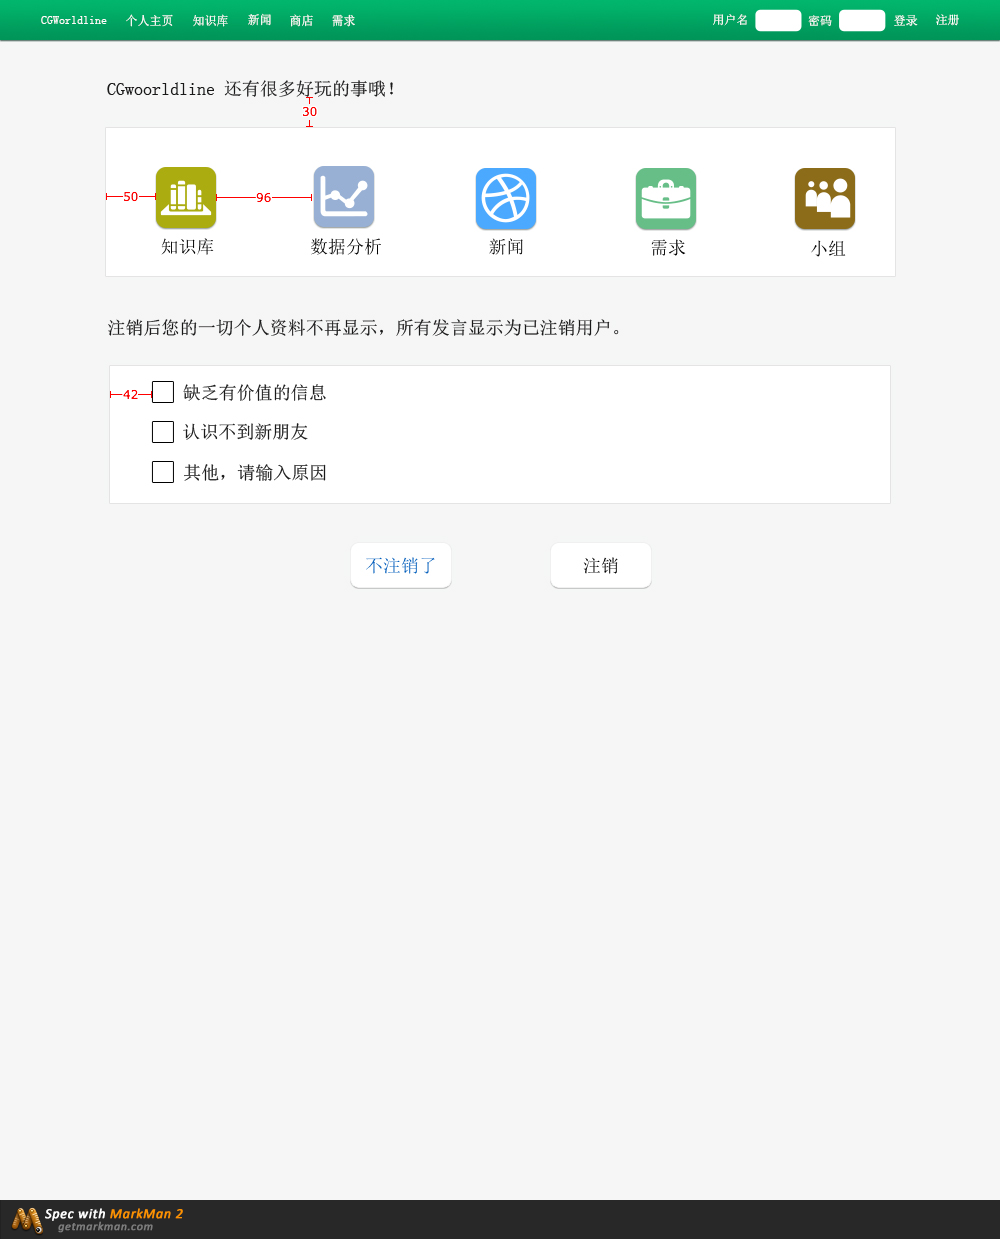 CGWorldline 个人主页 知识库 新闻 商店 需求 用户名 密码 登录 注册
CGwoorldline 还有很多好玩的事哦！
30
50 96
知识库 数据分析 新闻 需求 小组
注销后您的一切个人资料不再显示，所有发言显示为已注销用户。
42 缺乏有价值的信息
认识不到新朋友
其他，请输入原因
不注销了 注销
Spec with MarkMan 2
getmarkman.com